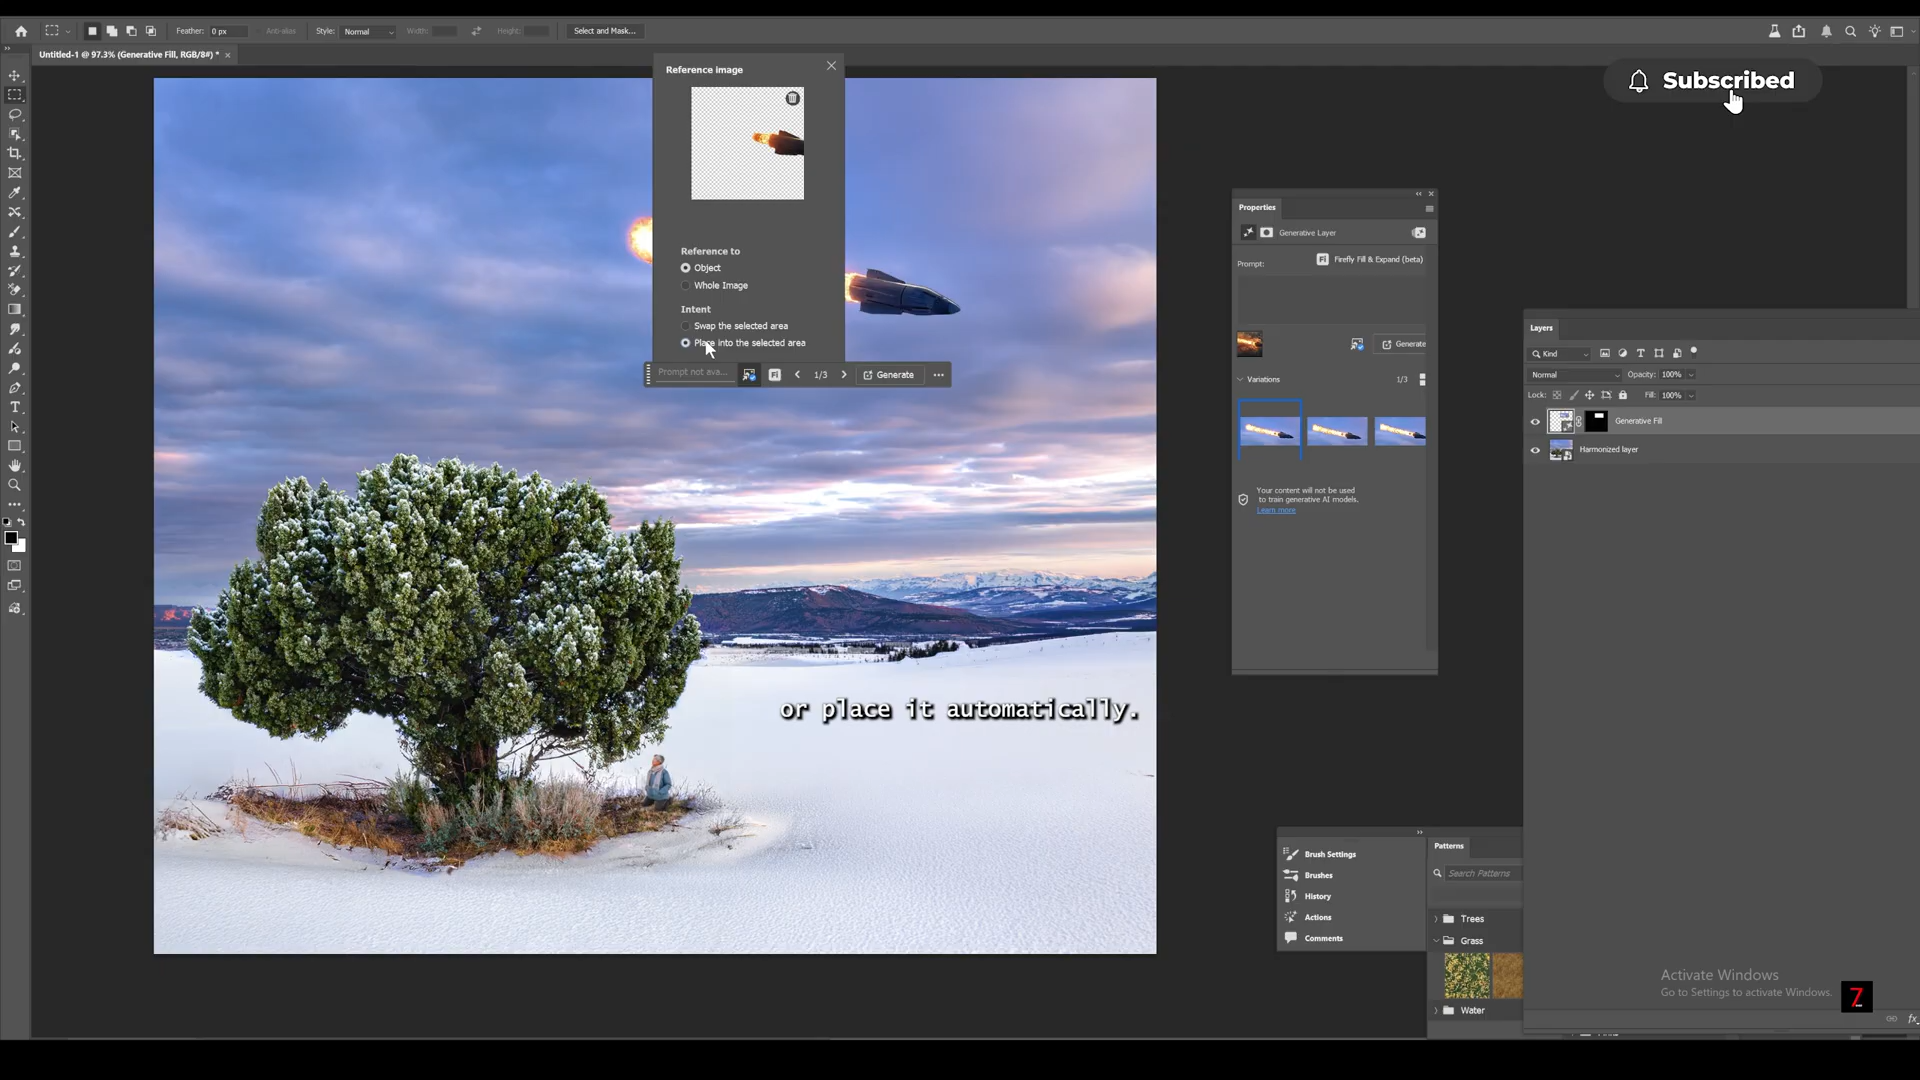 Feather: 0 px
Anti-alias
Style: Normal
Width:
Height:
Select and Mask...
Untitled-1 @ 97.3% (Generative Fill, RGB/8#) *
Reference image
Subscribed
Reference to
Object
Whole Image
Intent
Swap the selected area
Place into the selected area
Prompt not ava...
Fi
1/3
Generate
Properties
Generative Layer
Prompt:
Fi Firefly Fill & Expand (beta)
Generate
Variations
1/3
Your content will not be used
to train generative AI models.
Learn more
Layers
Kind
Normal
Opacity: 100%
Lock:
Fill: 100%
Generative Fill
Harmonized layer
or place it automatically.
Brush Settings
Brushes
History
Actions
Comments
Patterns
Search Patterns
Trees
Grass
Water
Activate Windows
Go to Settings to activate Windows.
Z
fx